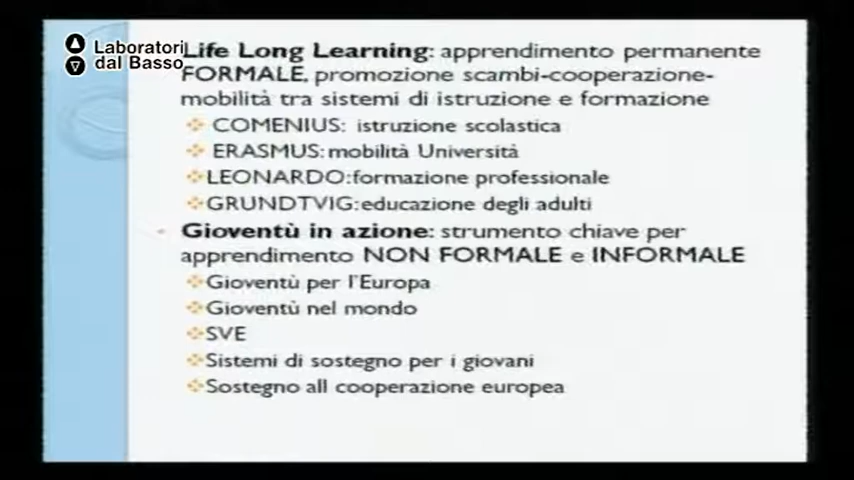 Laboratori
dal Basso
Life Long Learning: apprendimento permanente
FORMALE, promozione scambi-cooperazione-
mobilità tra sistemi di istruzione e formazione
COMENIUS: istruzione scolastica
ERASMUS: mobilità Università
LEONARDO: formazione professionale
GRUNDTVIG: educazione degli adulti
Gioventù in azione: strumento chiave per
apprendimento NON FORMALE e INFORMALE
Gioventù per l'Europa
Gioventù nel mondo
SVE
Sistemi di sostegno per i giovani
Sostegno all cooperazione europea